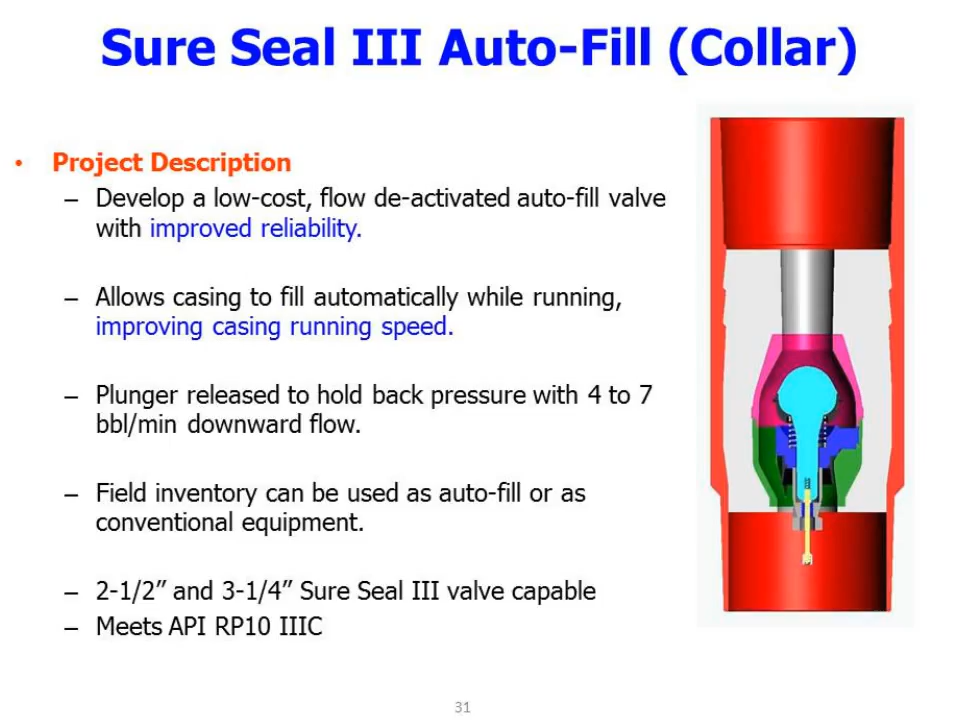 Sure Seal III Auto-Fill (Collar)
• Project Description
– Develop a low-cost, flow de-activated auto-fill valve
with improved reliability.
– Allows casing to fill automatically while running,
improving casing running speed.
– Plunger released to hold back pressure with 4 to 7
bbl/min downward flow.
– Field inventory can be used as auto-fill or as
conventional equipment.
– 2-1/2” and 3-1/4” Sure Seal III valve capable
– Meets API RP10 IIIC
31